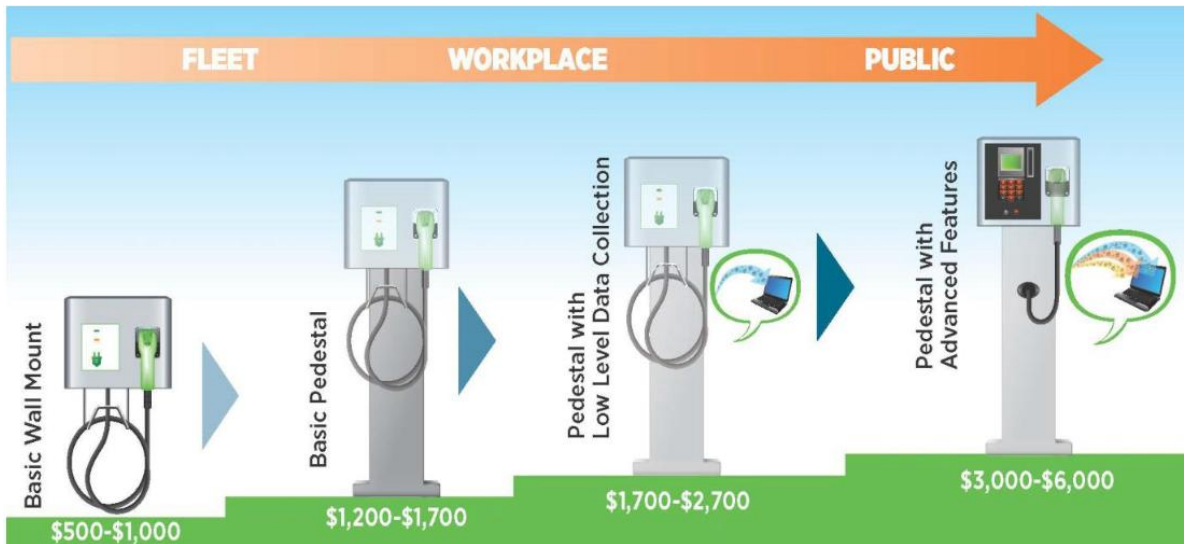 FLEET WORKPLACE PUBLIC
Basic Wall Mount
$500-$1,000
Basic Pedestal
$1,200-$1,700
Pedestal with
Low Level Data Collection
$1,700-$2,700
Pedestal with
Advanced Features
$3,000-$6,000